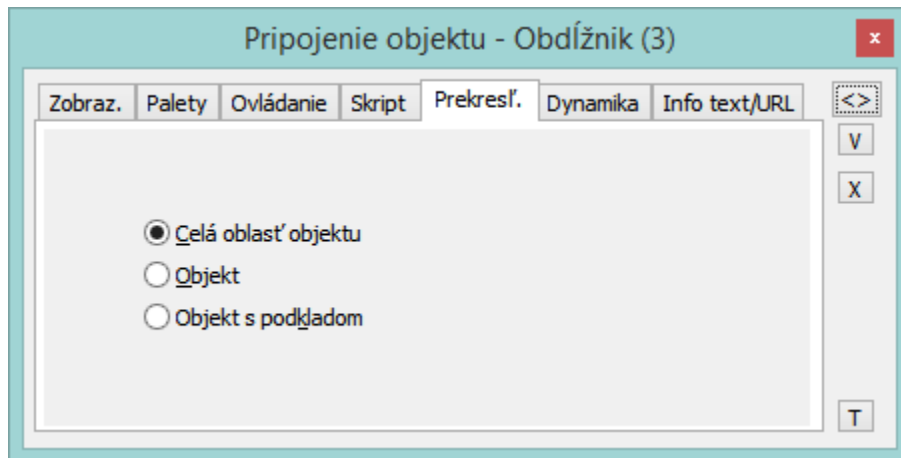 Pripojenie objektu - Obdĺžnik (3)
x
Zobraz. Palety Ovládanie Skript Prekresľ. Dynamika Info text/URL <>
V
X
Celá oblasť objektu
Objekt
Objekt s podkladom
T